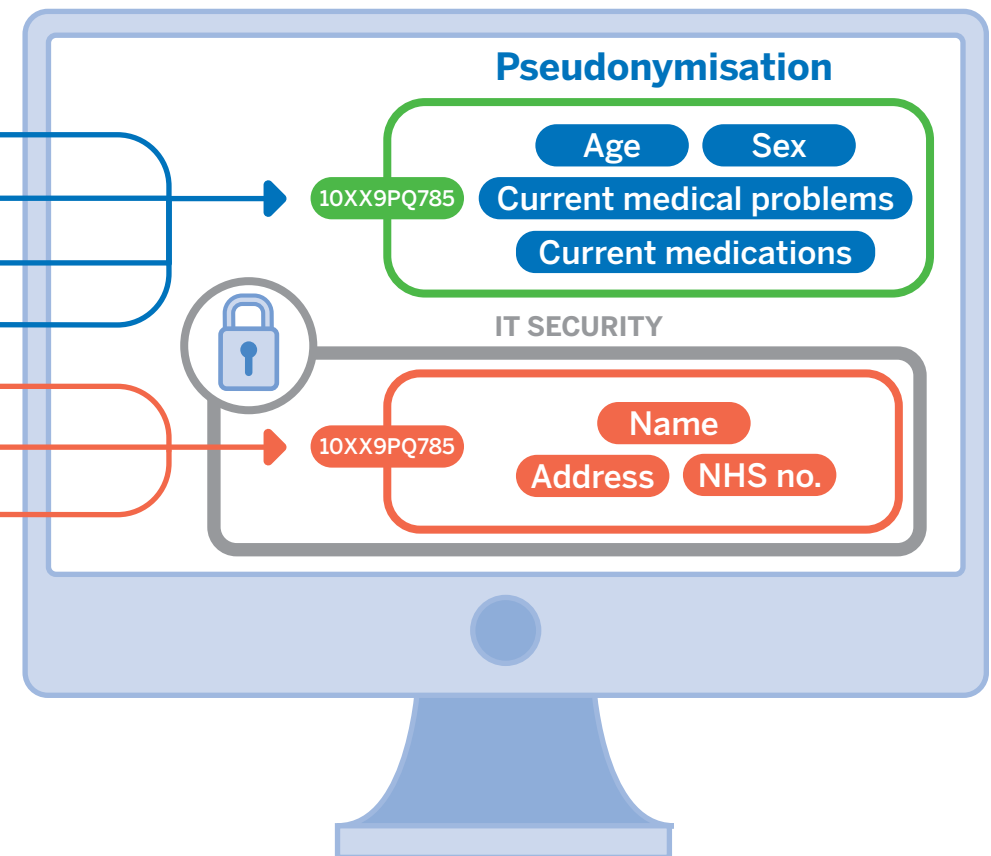 Pseudonymisation
Age Sex
10XX9PQ785 Current medical problems
Current medications
IT SECURITY
Name
10XX9PQ785
Address NHS no.